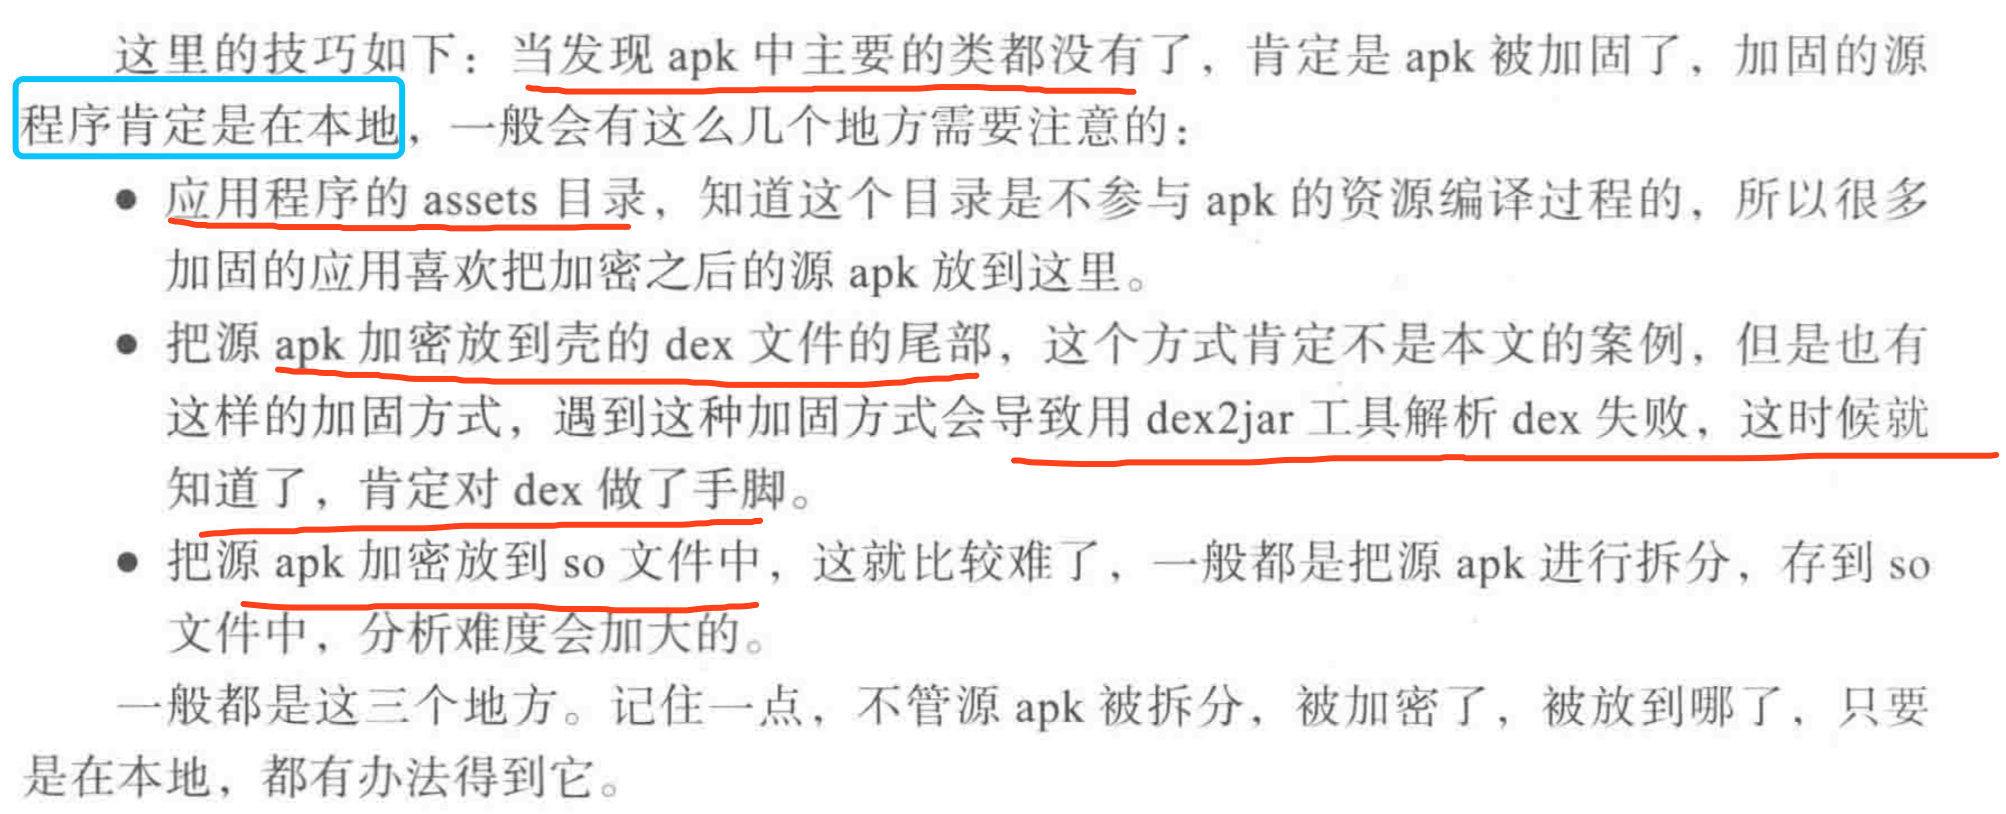 这里的技巧如下：当发现 apk 中主要的类都没有了，肯定是 apk 被加固了，加固的源
程序肯定是在本地，一般会有这么几个地方需要注意的：
● 应用程序的 assets 目录，知道这个目录是不参与 apk 的资源编译过程的，所以很多
加固的应用喜欢把加密之后的源 apk 放到这里。
● 把源 apk 加密放到壳的 dex 文件的尾部，这个方式肯定不是本文的案例，但是也有
这样的加固方式，遇到这种加固方式会导致用 dex2jar 工具解析 dex 失败，这时候就
知道了，肯定对 dex 做了手脚。
● 把源 apk 加密放到 so 文件中，这就比较难了，一般都是把源 apk 进行拆分，存到 so
文件中，分析难度会加大的。
一般都是这三个地方。记住一点，不管源 apk 被拆分，被加密了，被放到哪了，只要
是在本地，都有办法得到它。